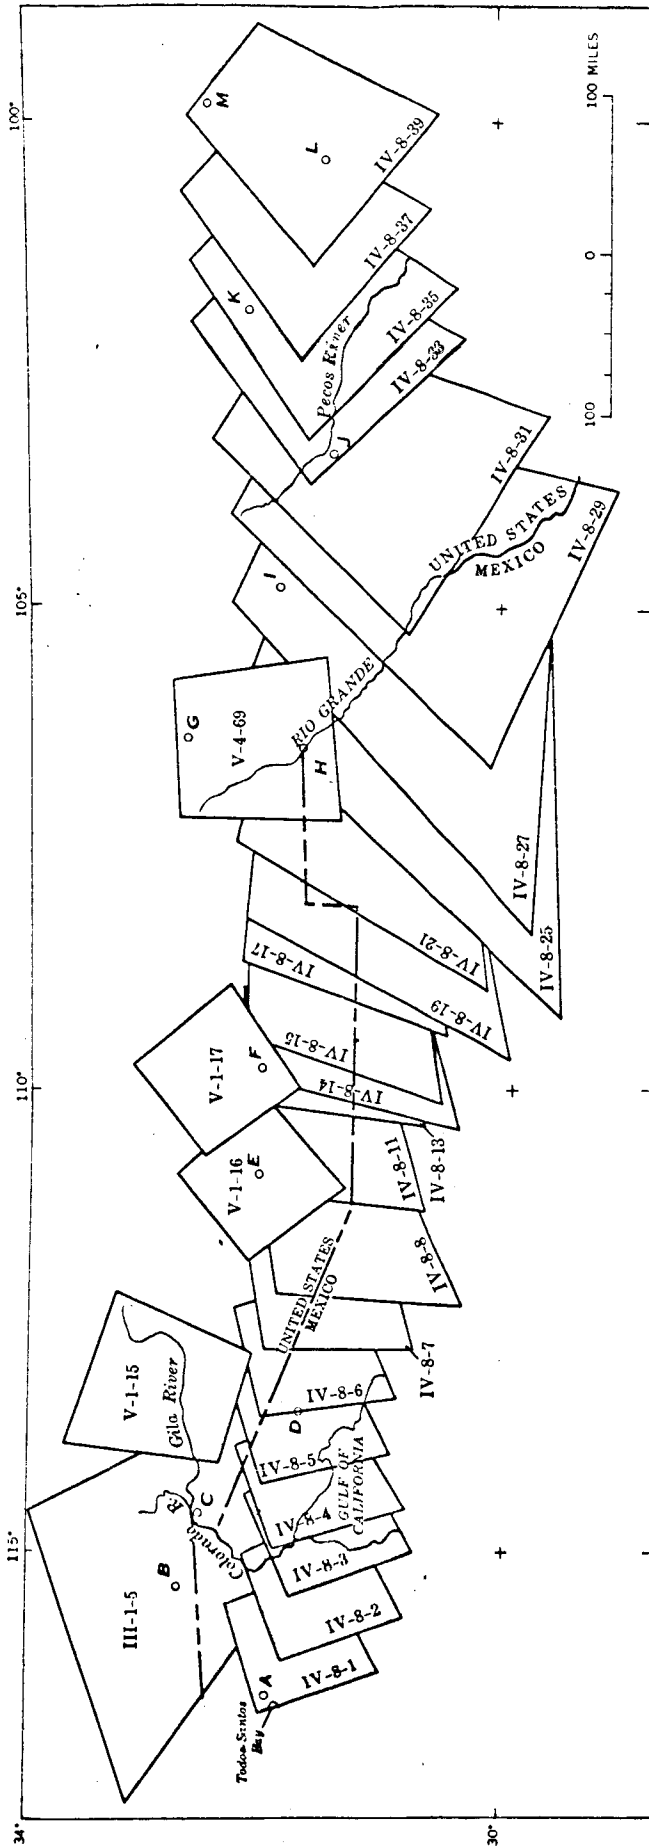 34°
30°
115°
110°
105°
100°
III-1-5
B
Colorado R.
C
V-1-15
Gila River
Todos Santos
Bay
A
IV-8-1
IV-8-2
IV-8-3
IV-8-4
IV-8-5
IV-8-6
GULF OF
CALIFORNIA
D
IV-8-7
IV-8-8
UNITED STATES
MEXICO
V-1-16
E
V-1-17
F
IV-8-11
IV-8-13
IV-8-14
IV-8-15
IV-8-17
IV-8-19
IV-8-21
IV-8-25
IV-8-27
V-4-69
G
H
RIO GRANDE
I
UNITED STATES
MEXICO
IV-8-29
IV-8-31
J
Pecos River
IV-8-33
IV-8-35
K
IV-8-37
L
M
IV-8-39
100 0 100 MILES